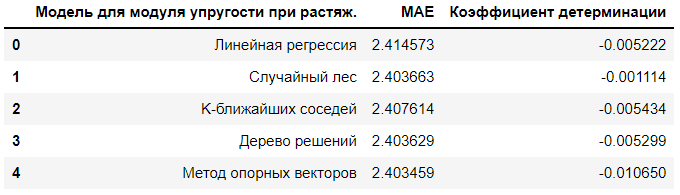 Модель для модуля упругости при растяж. MAE Коэффициент детерминации
0 Линейная регрессия 2.414573 -0.005222
1 Случайный лес 2.403663 -0.001114
2 К-ближайших соседей 2.407614 -0.005434
3 Дерево решений 2.403629 -0.005299
4 Метод опорных векторов 2.403459 -0.010650